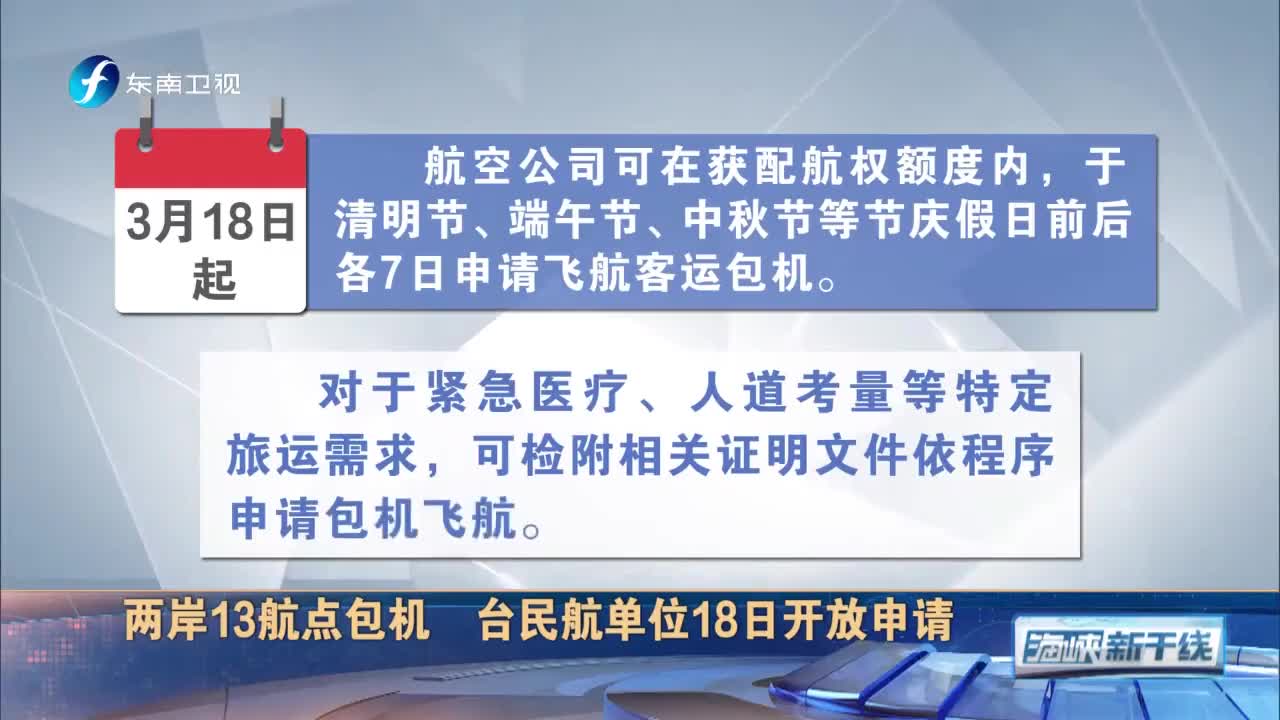 东南卫视
3月18日
起
航空公司可在获配航权额度内，于
清明节、端午节、中秋节等节庆假日前后
各7日申请飞航客运包机。
对于紧急医疗、人道考量等特定
旅运需求，可检附相关证明文件依程序
申请包机飞航。
两岸13航点包机 台民航单位18日开放申请
海峡新干线